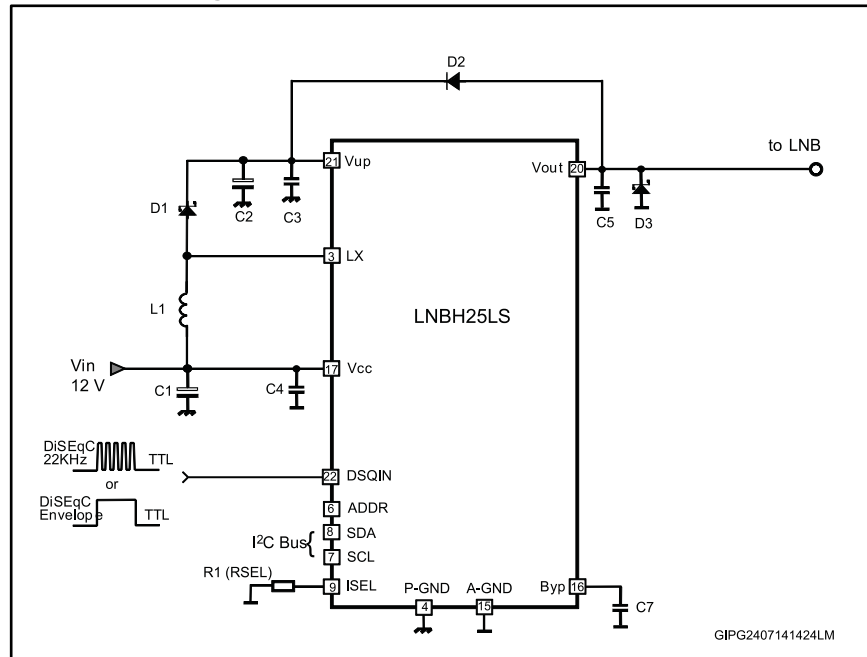 D2
to LNB
21 Vup
Vout 20
D1
C2
C3
C5
D3
3 LX
L1
LNBH25LS
Vin
12 V
17 Vcc
C1
C4
DiSEqC
22KHz
TTL
or
22 DSQIN
DiSEqC
Envelope
TTL
6 ADDR
I²C Bus
8 SDA
7 SCL
R1 (RSEL)
9 ISEL
P-GND
4
A-GND
15
Byp 16
C7
GIPG2407141424LM